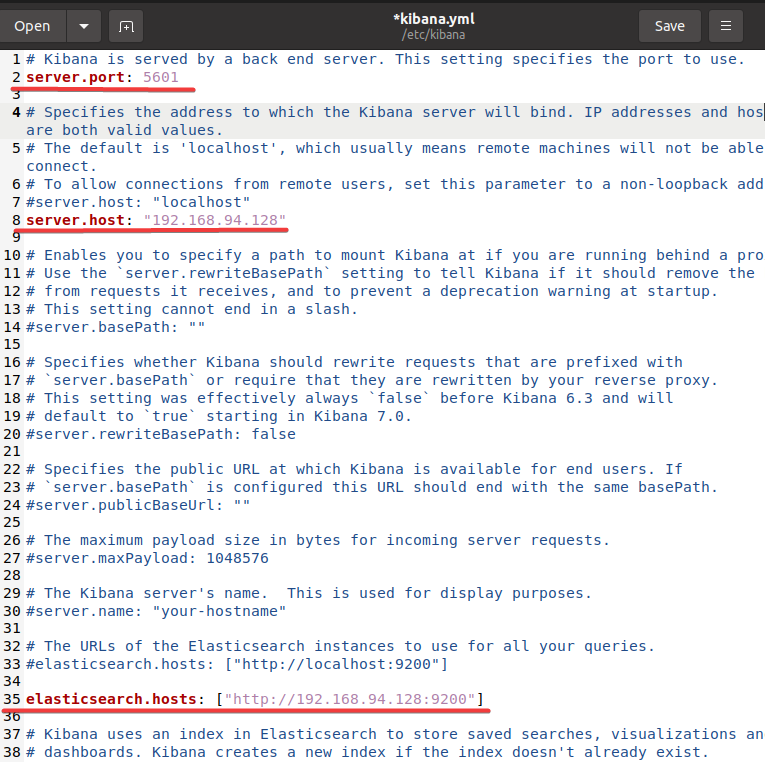 Open
*kibana.yml
/etc/kibana
Save
1 # Kibana is served by a back end server. This setting specifies the port to use.
2 server.port: 5601
3
4 # Specifies the address to which the Kibana server will bind. IP addresses and hos
are both valid values.
5 # The default is 'localhost', which usually means remote machines will not be able
connect.
6 # To allow connections from remote users, set this parameter to a non-loopback add
7 #server.host: "localhost"
8 server.host: "192.168.94.128"
9
10 # Enables you to specify a path to mount Kibana at if you are running behind a pro
11 # Use the `server.rewriteBasePath` setting to tell Kibana if it should remove the
12 # from requests it receives, and to prevent a deprecation warning at startup.
13 # This setting cannot end in a slash.
14 #server.basePath: ""
15
16 # Specifies whether Kibana should rewrite requests that are prefixed with
17 # `server.basePath` or require that they are rewritten by your reverse proxy.
18 # This setting was effectively always `false` before Kibana 6.3 and will
19 # default to `true` starting in Kibana 7.0.
20 #server.rewriteBasePath: false
21
22 # Specifies the public URL at which Kibana is available for end users. If
23 # `server.basePath` is configured this URL should end with the same basePath.
24 #server.publicBaseUrl: ""
25
26 # The maximum payload size in bytes for incoming server requests.
27 #server.maxPayload: 1048576
28
29 # The Kibana server's name.  This is used for display purposes.
30 #server.name: "your-hostname"
31
32 # The URLs of the Elasticsearch instances to use for all your queries.
33 #elasticsearch.hosts: ["http://localhost:9200"]
34
35 elasticsearch.hosts: ["http://192.168.94.128:9200"]
36
37 # Kibana uses an index in Elasticsearch to store saved searches, visualizations an
38 # dashboards. Kibana creates a new index if the index doesn't already exist.